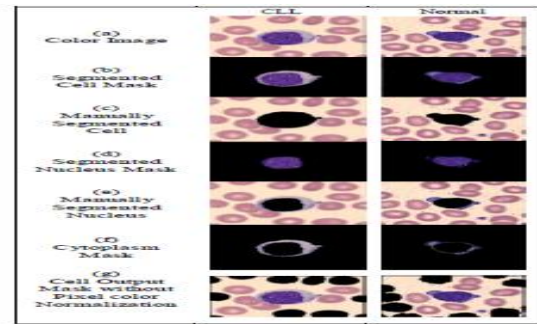 CLL
Normal
(a)
Color Image
(b)
Segmented
Cell Mask
(c)
Manually
Segmented
Cell
(d)
Segmented
Nucleus Mask
(e)
Manually
Segmented
Nucleus
(f)
Cytoplasm
Mask
(g)
Cell Output
Mask without
Pixel color
Normalization